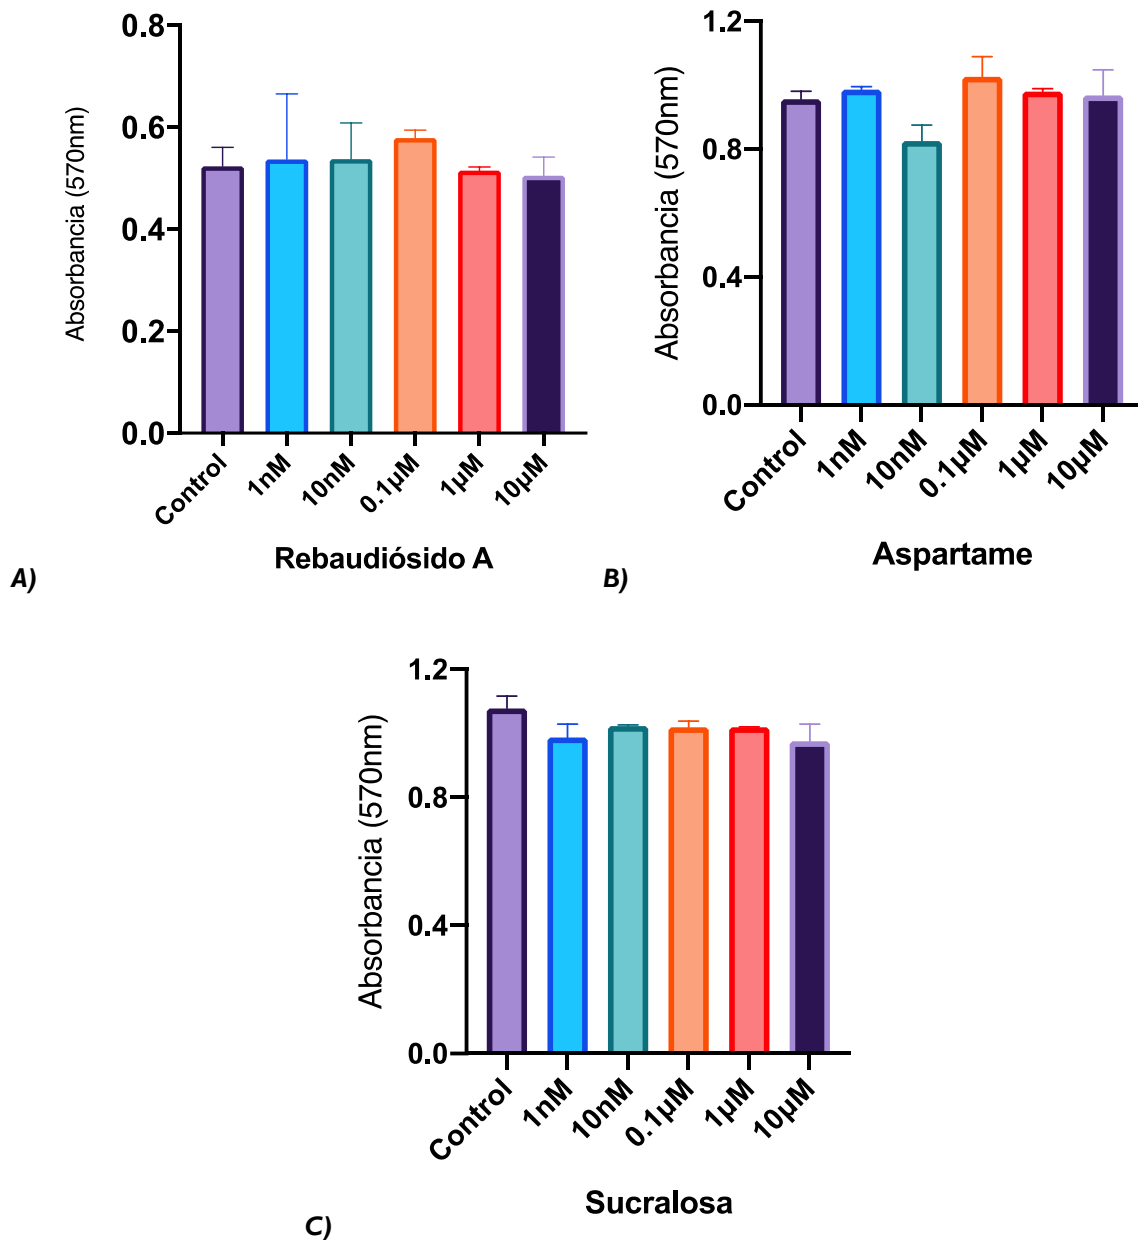 0.8
0.6
0.4
0.2
0.0
Absorbancia (570nm)
Control
1nM
10nM
0.1µM
1µM
10µM
Rebaudiósido A
A)
1.2
0.8
0.4
0.0
Absorbancia (570nm)
Control
1nM
10nM
0.1µM
1µM
10µM
Aspartame
B)
1.2
0.8
0.4
0.0
Absorbancia (570nm)
Control
1nM
10nM
0.1µM
1µM
10µM
Sucralosa
C)